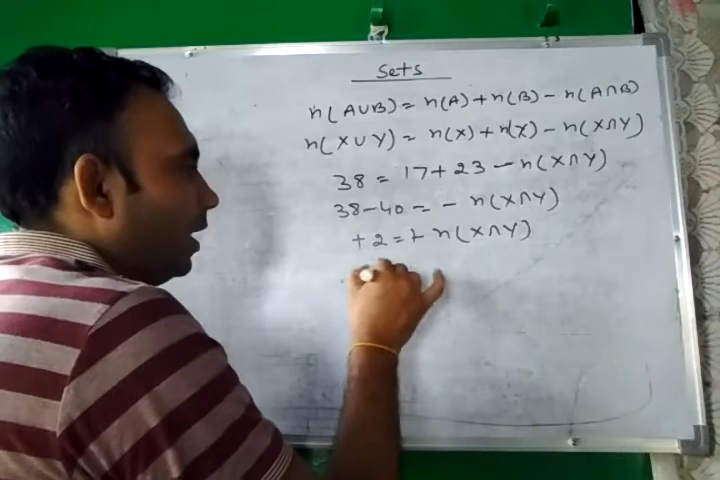 Sets
n(A∪B) = n(A) + n(B) - n(A∩B)
n(X∪Y) = n(X) + n(Y) - n(X∩Y)
38 = 17 + 23 - n(X∩Y)
38 - 40 = - n(X∩Y)
+ 2 = + n(X∩Y)